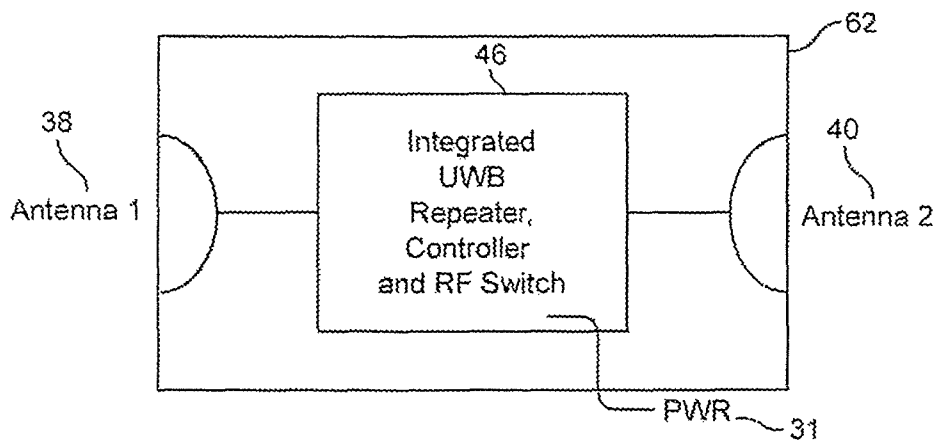 62
46
38
Antenna 1
Integrated
UWB
Repeater,
Controller
and RF Switch
40
Antenna 2
PWR
31